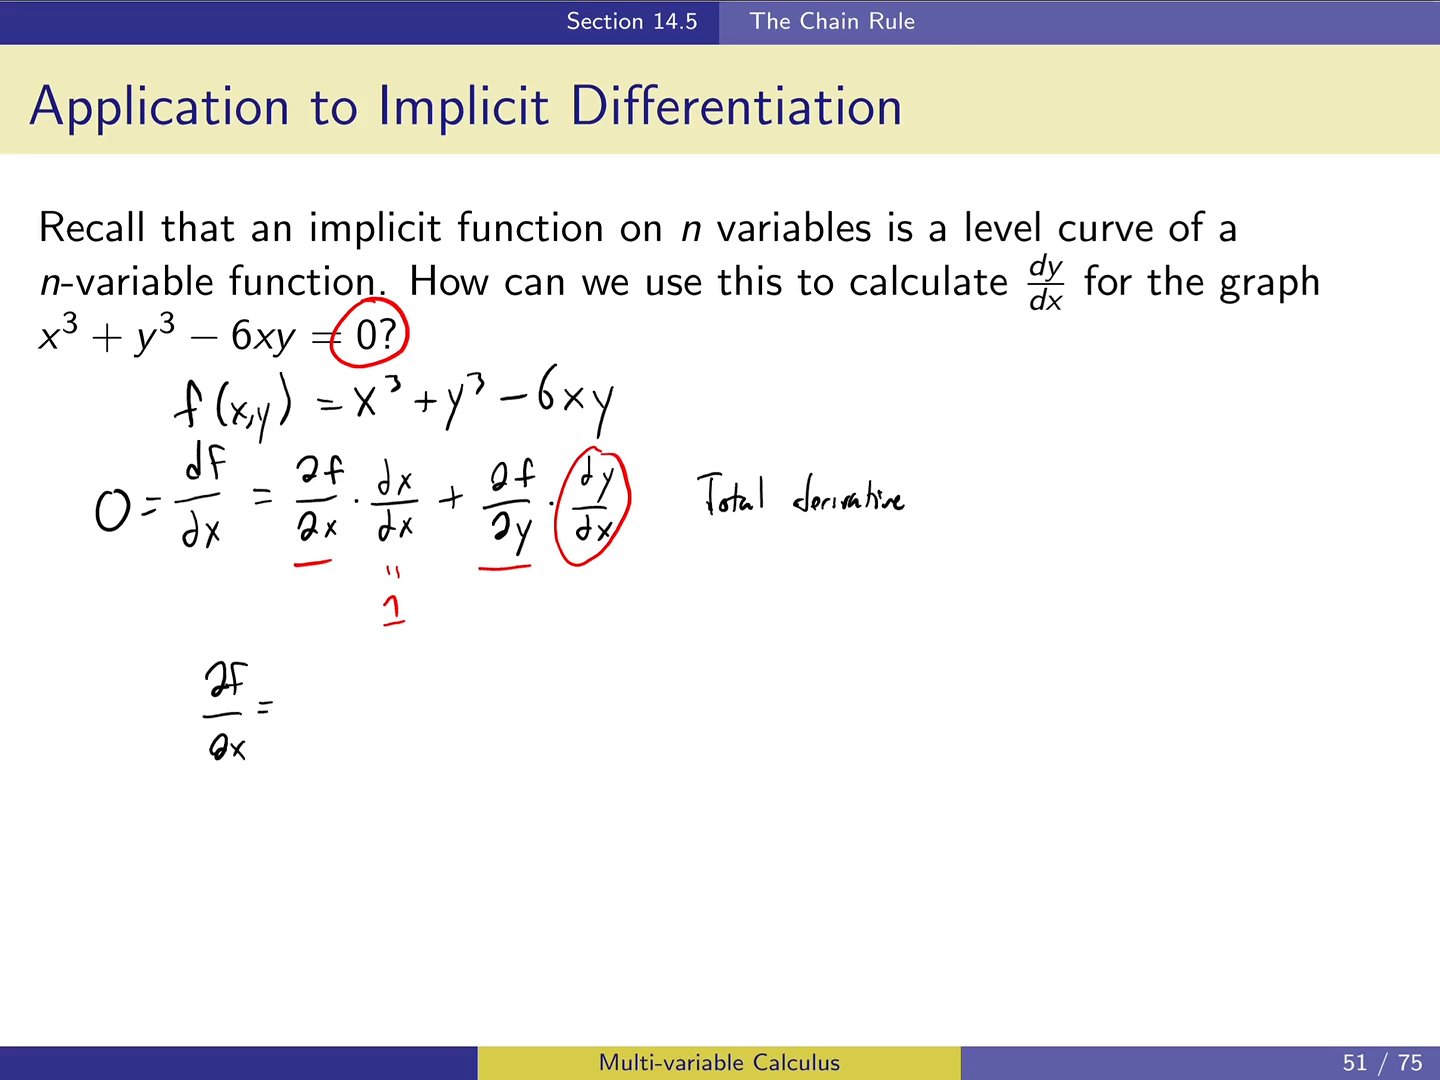 Section 14.5 The Chain Rule
Application to Implicit Differentiation
Recall that an implicit function on n variables is a level curve of a
n-variable function. How can we use this to calculate dy/dx for the graph
x³ + y³ − 6xy = 0?
f(x,y) = x³ + y³ − 6xy
0 = df/dx = ∂f/∂x · dx/dx + ∂f/∂y · dy/dx Total derivative
"
1
∂f/∂x =
Multi-variable Calculus 51 / 75